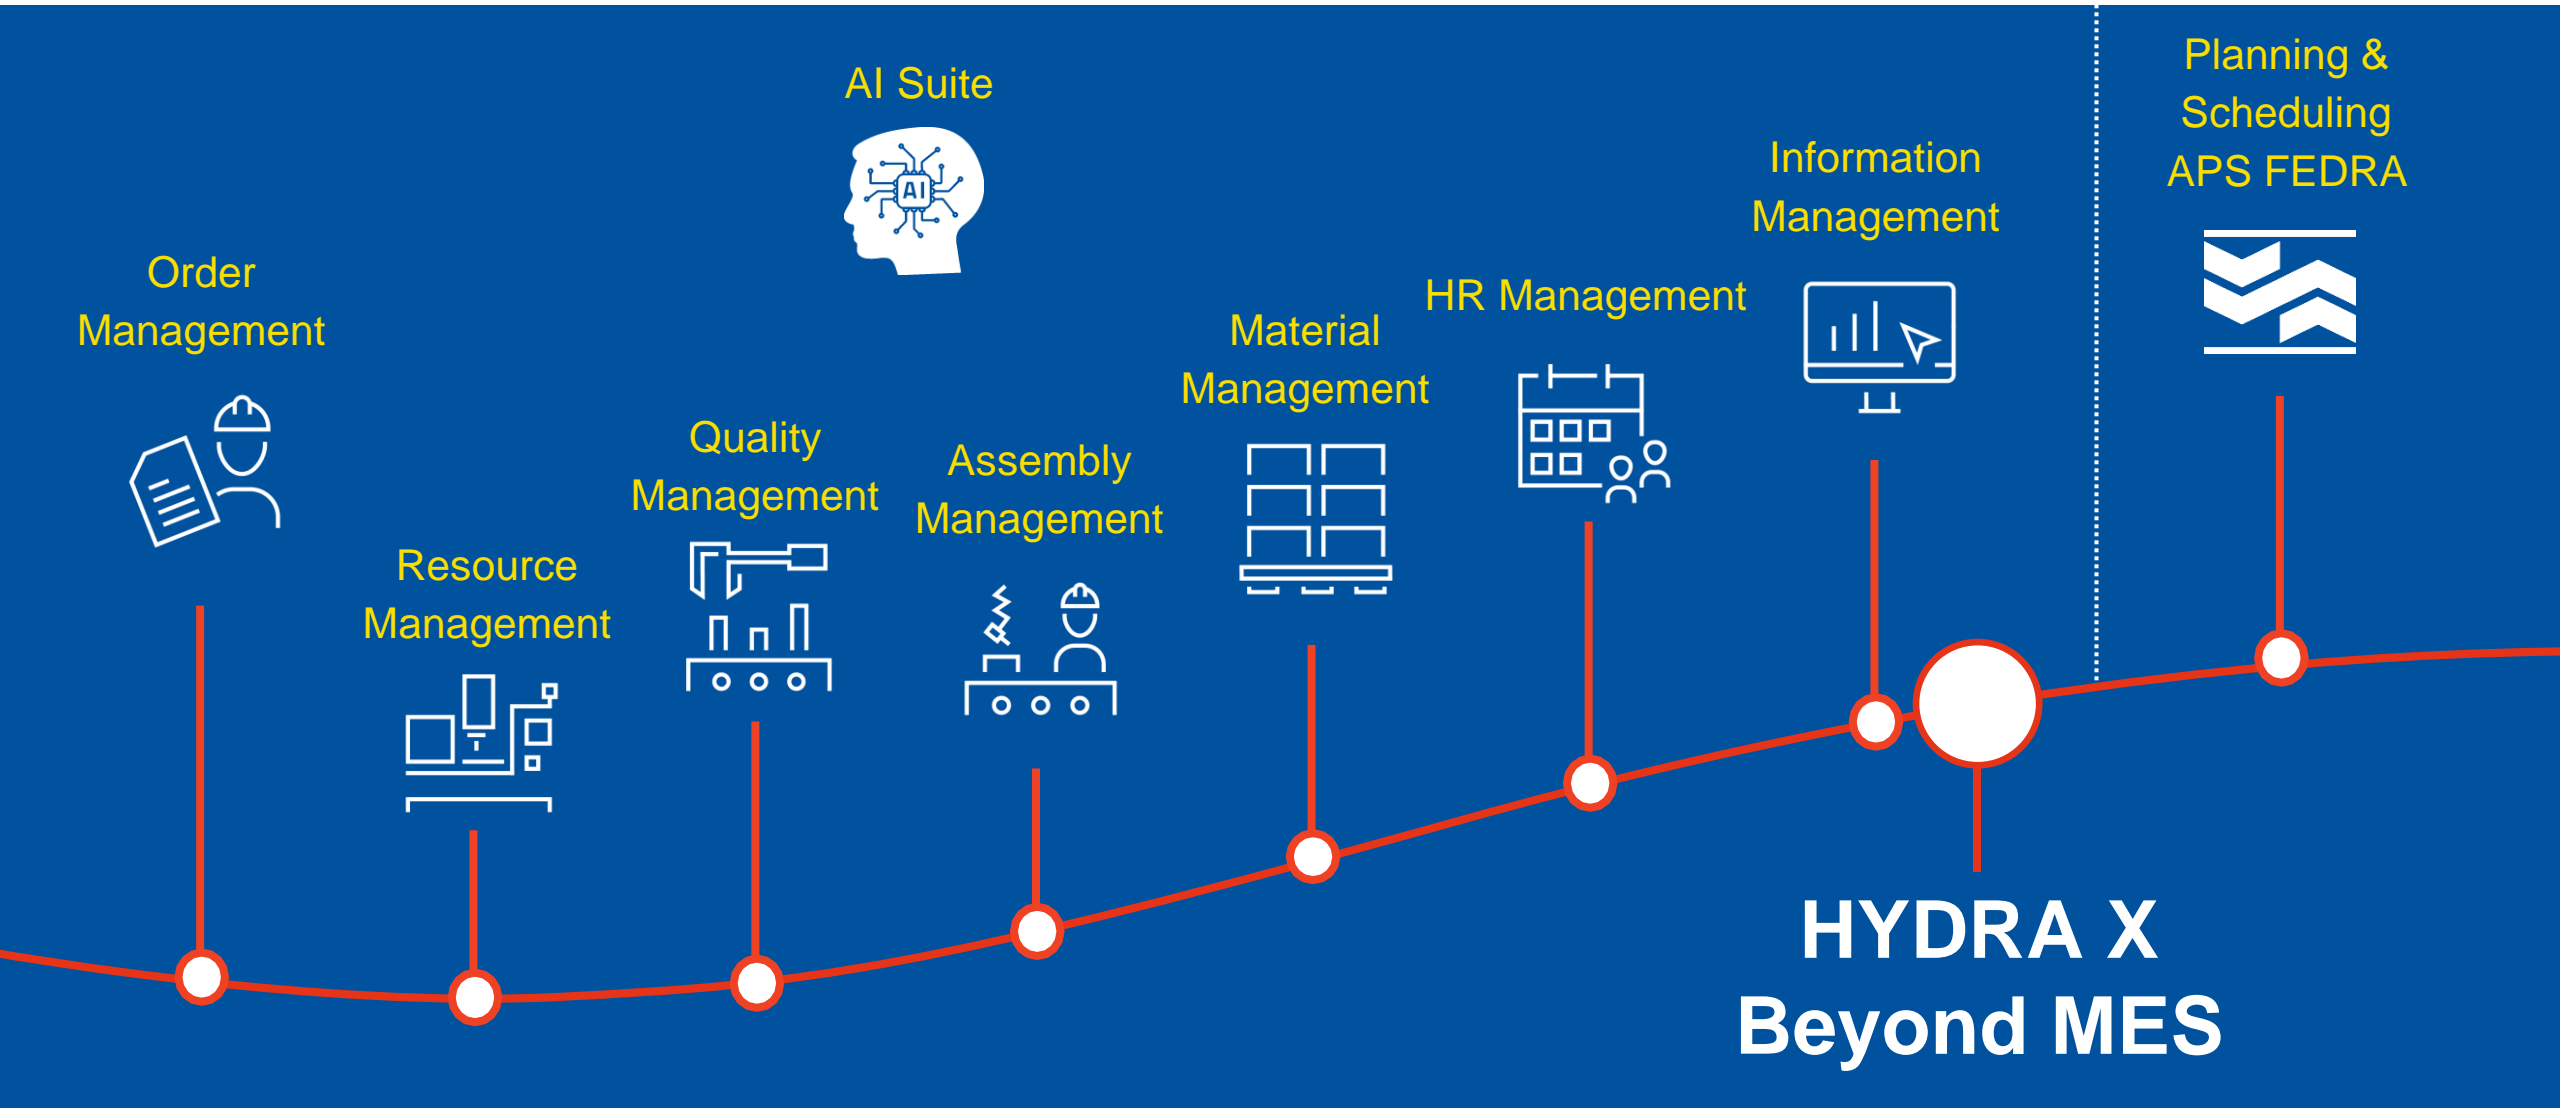 AI Suite
AI
Order
Management
Resource
Management
Quality
Management
Assembly
Management
Material
Management
HR Management
Information
Management
Planning &
Scheduling
APS FEDRA
HYDRA X
Beyond MES